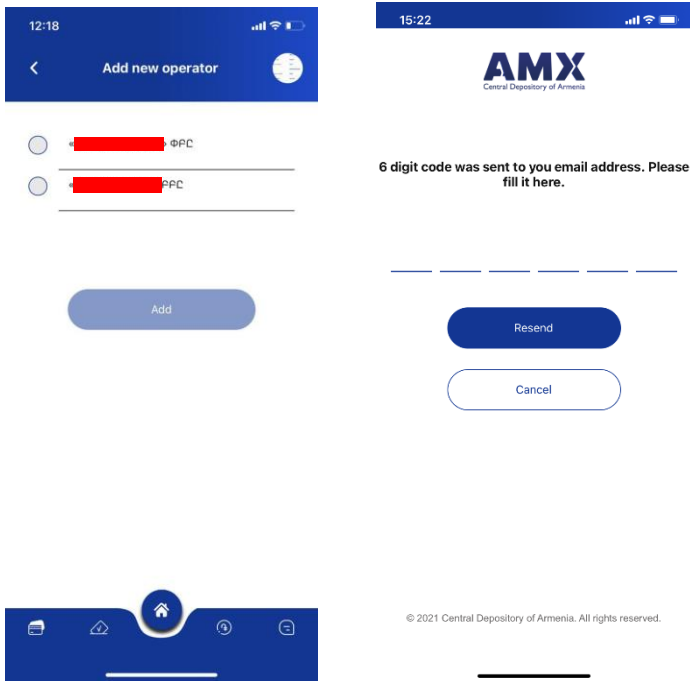 12:18
Add new operator
« » ՓԲԸ
«
Add
15:22
AMX
Central Depository of Armenia
6 digit code was sent to you email address. Please
fill it here.
Resend
Cancel
© 2021 Central Depository of Armenia. All rights reserved.